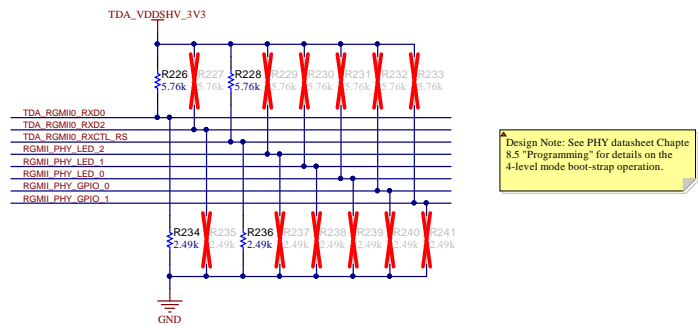 TDA_VDDSHV_3V3
R226 R227 R228 R229 R230 R231 R232 R233
5.76k 5.76k 5.76k 5.76k 5.76k 5.76k 5.76k 5.76k
TDA_RGMII0_RXD0
TDA_RGMII0_RXD2
TDA_RGMII0_RXCTL_RS
RGMII_PHY_LED_2
RGMII_PHY_LED_1
RGMII_PHY_LED_0
RGMII_PHY_GPIO_0
RGMII_PHY_GPIO_1
Design Note: See PHY datasheet Chapte
8.5 "Programming" for details on the
4-level mode boot-strap operation.
R234 R235 R236 R237 R238 R239 R240 R241
2.49k 2.49k 2.49k 2.49k 2.49k 2.49k 2.49k 2.49k
GND